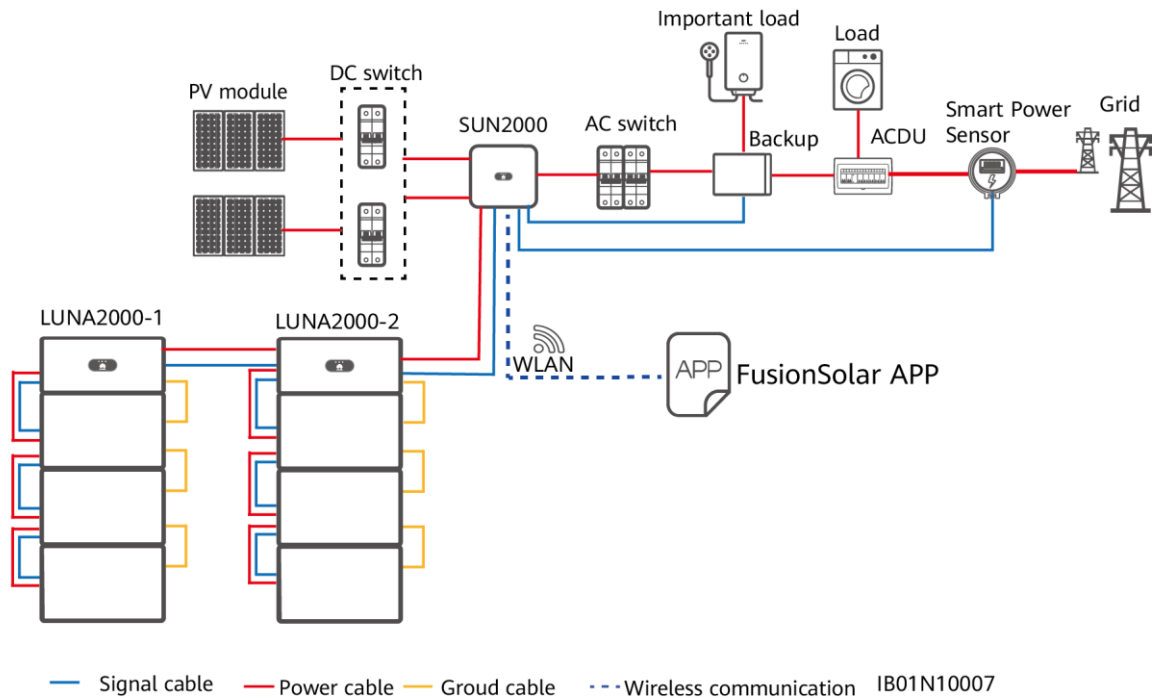 Important load
Load
DC switch
PV module
Smart Power
Sensor
Grid
SUN2000
AC switch
Backup
ACDU
LUNA2000-1
LUNA2000-2
WLAN
APP
FusionSolar APP
Signal cable
Power cable
Groud cable
Wireless communication
IB01N10007